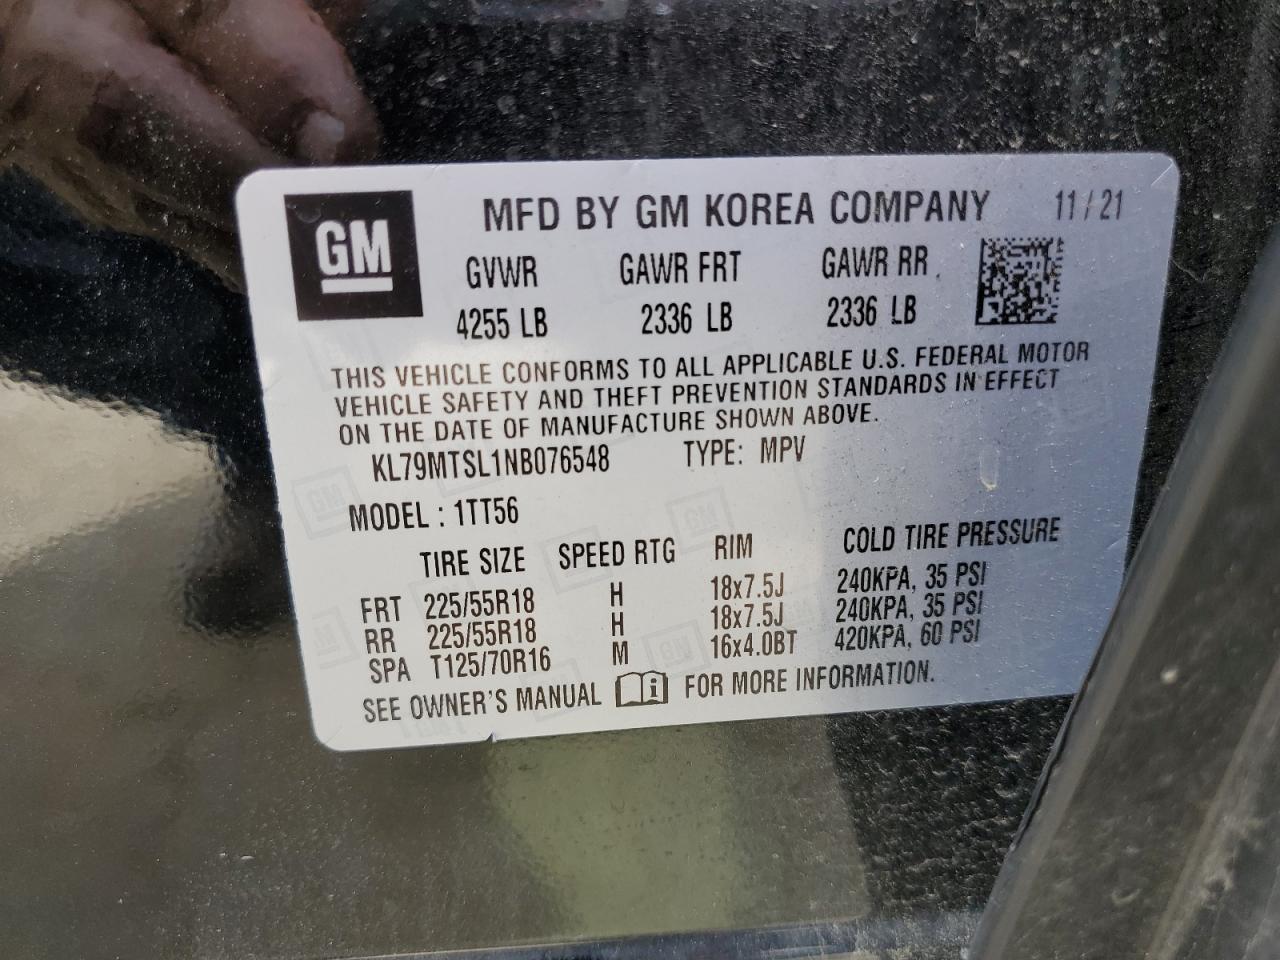 GM MFD BY GM KOREA COMPANY 11/21
GVWR GAWR FRT GAWR RR
4255 LB 2336 LB 2336 LB
THIS VEHICLE CONFORMS TO ALL APPLICABLE U.S. FEDERAL MOTOR
VEHICLE SAFETY AND THEFT PREVENTION STANDARDS IN EFFECT
ON THE DATE OF MANUFACTURE SHOWN ABOVE.
KL79MTSL1NB076548 TYPE: MPV
MODEL : 1TT56
TIRE SIZE SPEED RTG RIM COLD TIRE PRESSURE
FRT 225/55R18 H 18x7.5J 240KPA, 35 PSI
RR 225/55R18 H 18x7.5J 240KPA, 35 PSI
SPA T125/70R16 M 16x4.0BT 420KPA, 60 PSI
SEE OWNER'S MANUAL i FOR MORE INFORMATION.